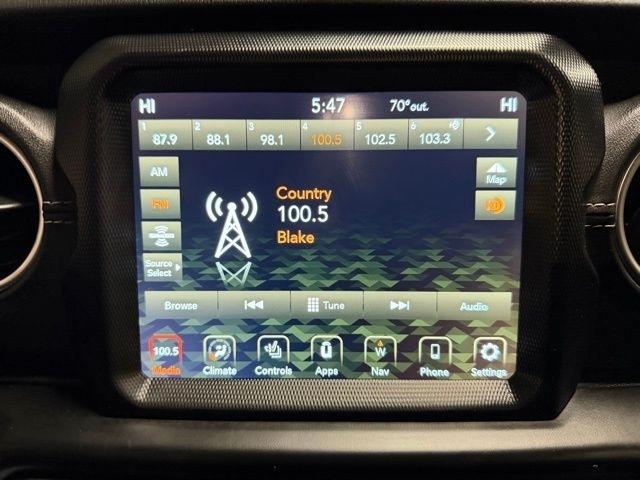 HI 5:47 70°out. HI
1 87.9 2 88.1 3 98.1 4 100.5 5 102.5 6 103.3 HD
AM
Map
FM
Country
100.5
Blake
Source
Select
Browse Tune Audio
100.5 W
Media Climate Controls Apps Nav Phone Settings